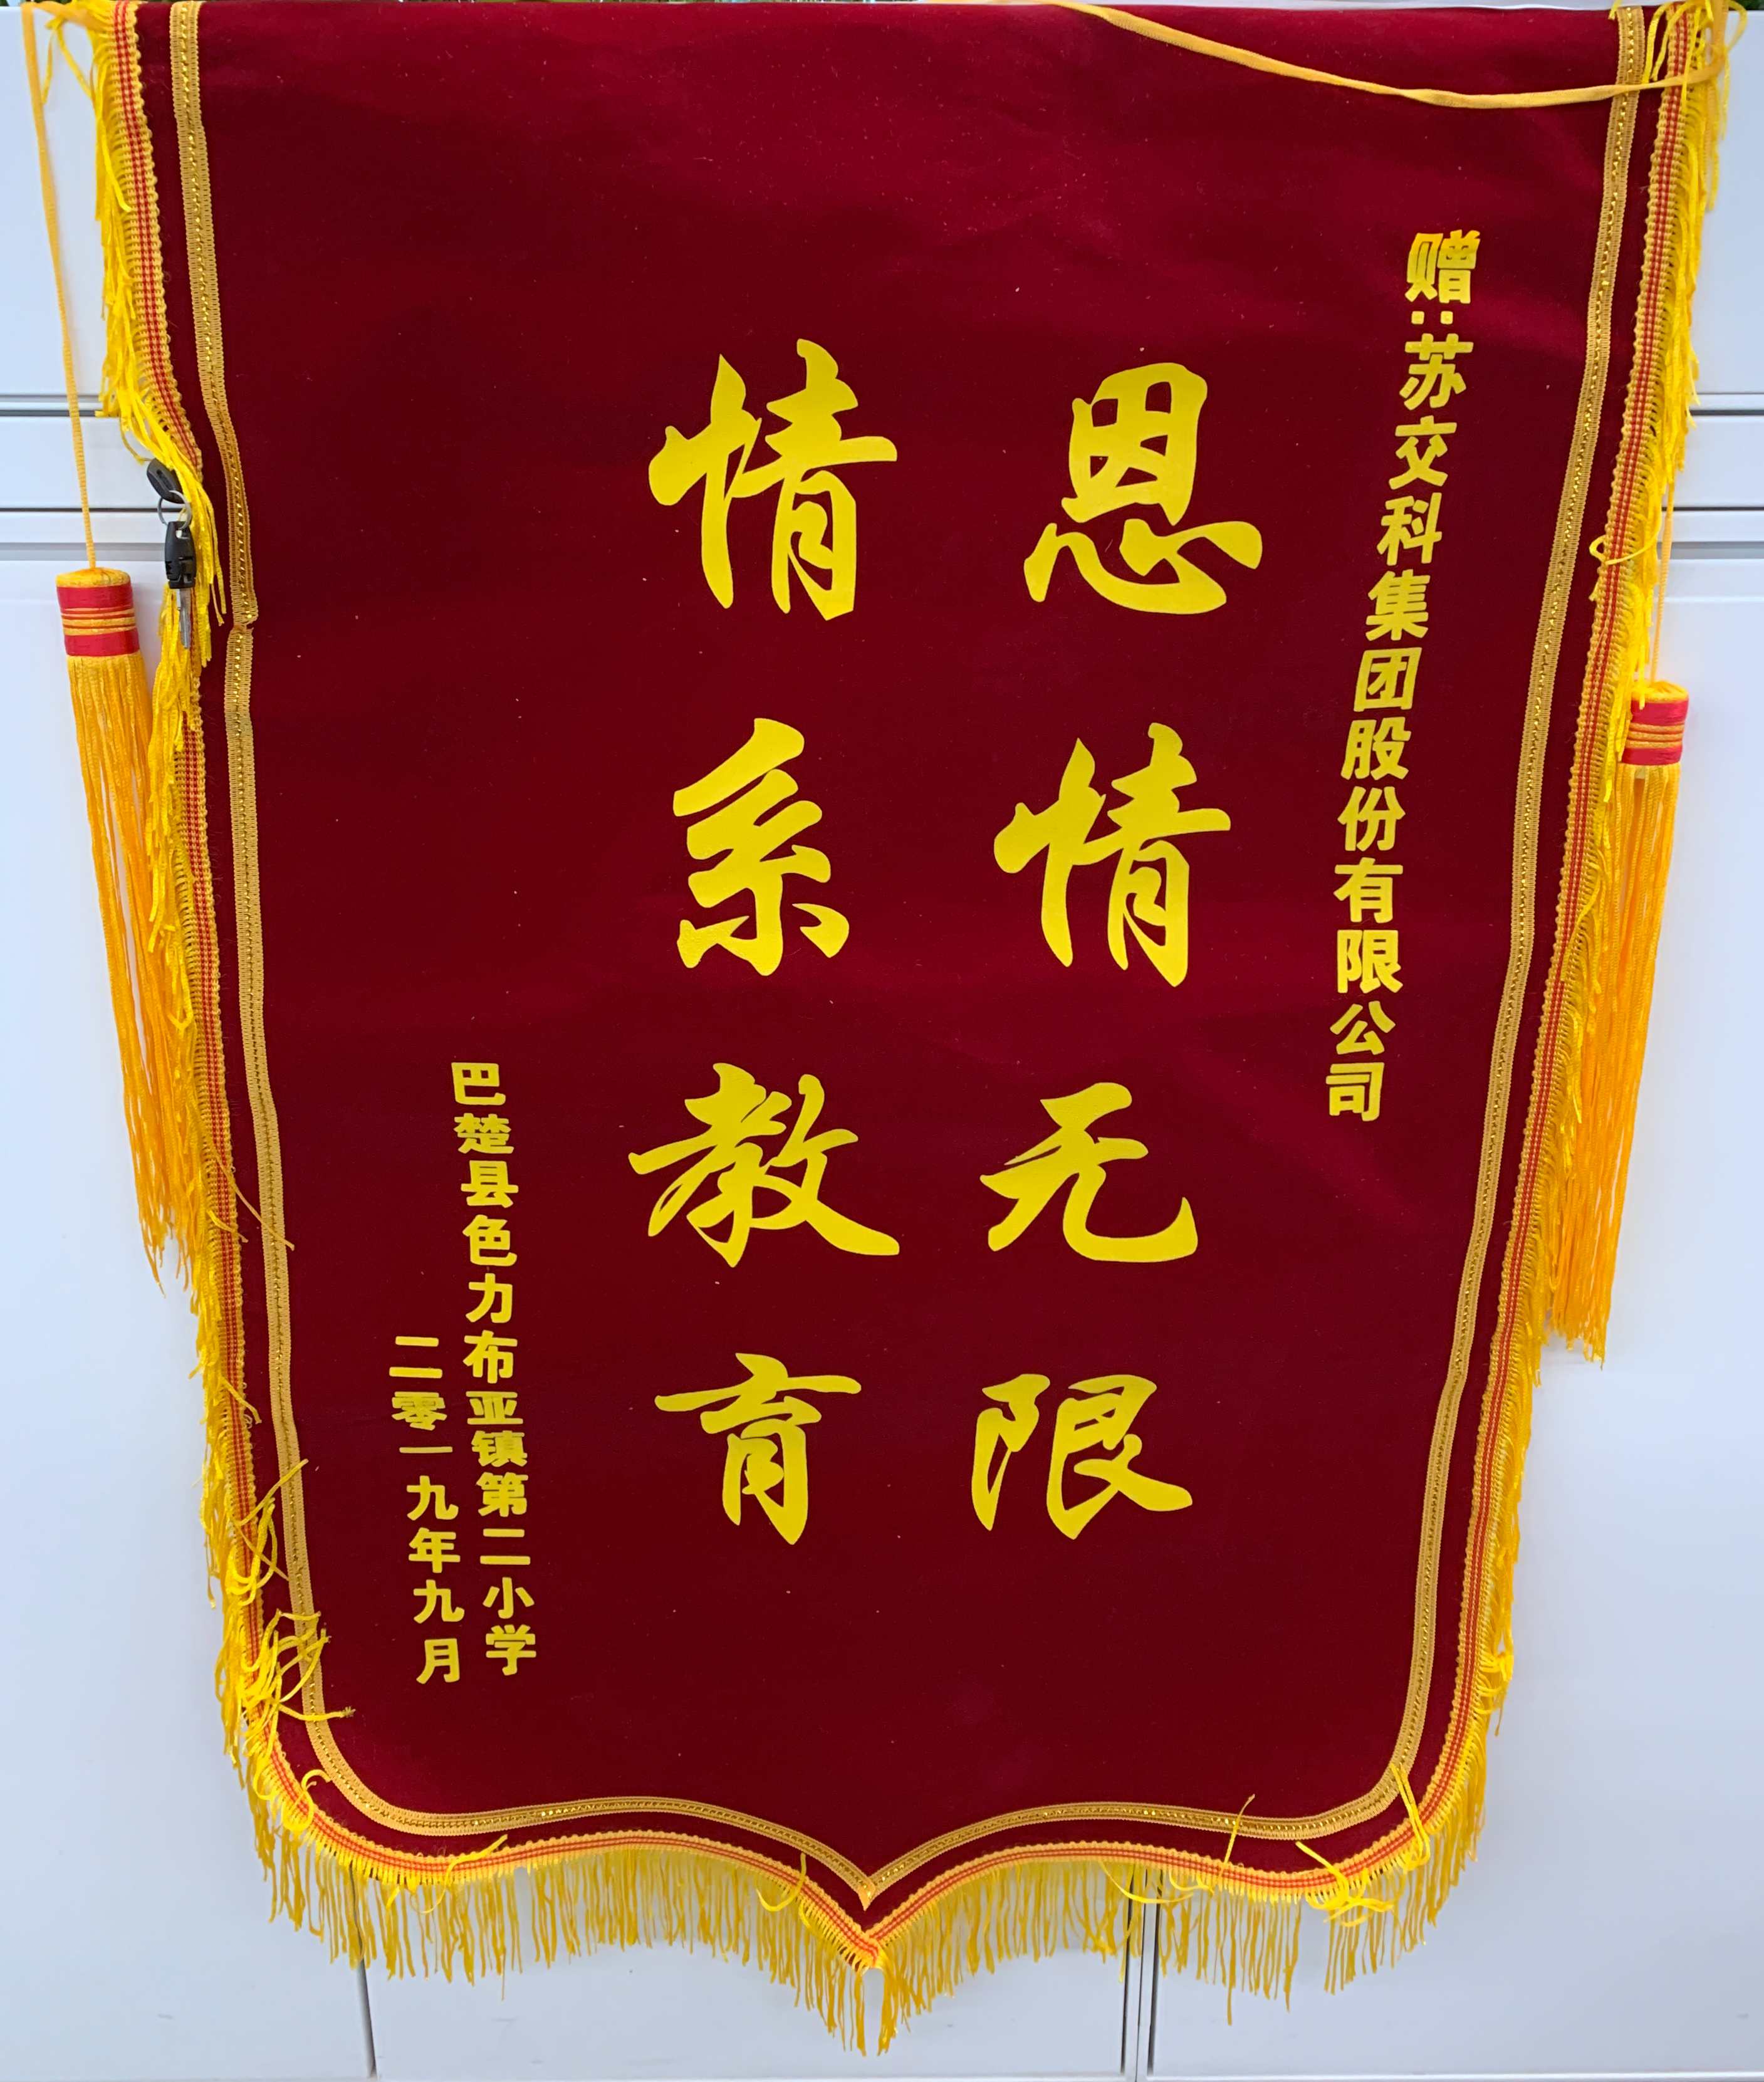 赠:苏交科集团股份有限公司
恩情无限
情系教育
巴楚县色力布亚镇第二小学
二零一九年九月